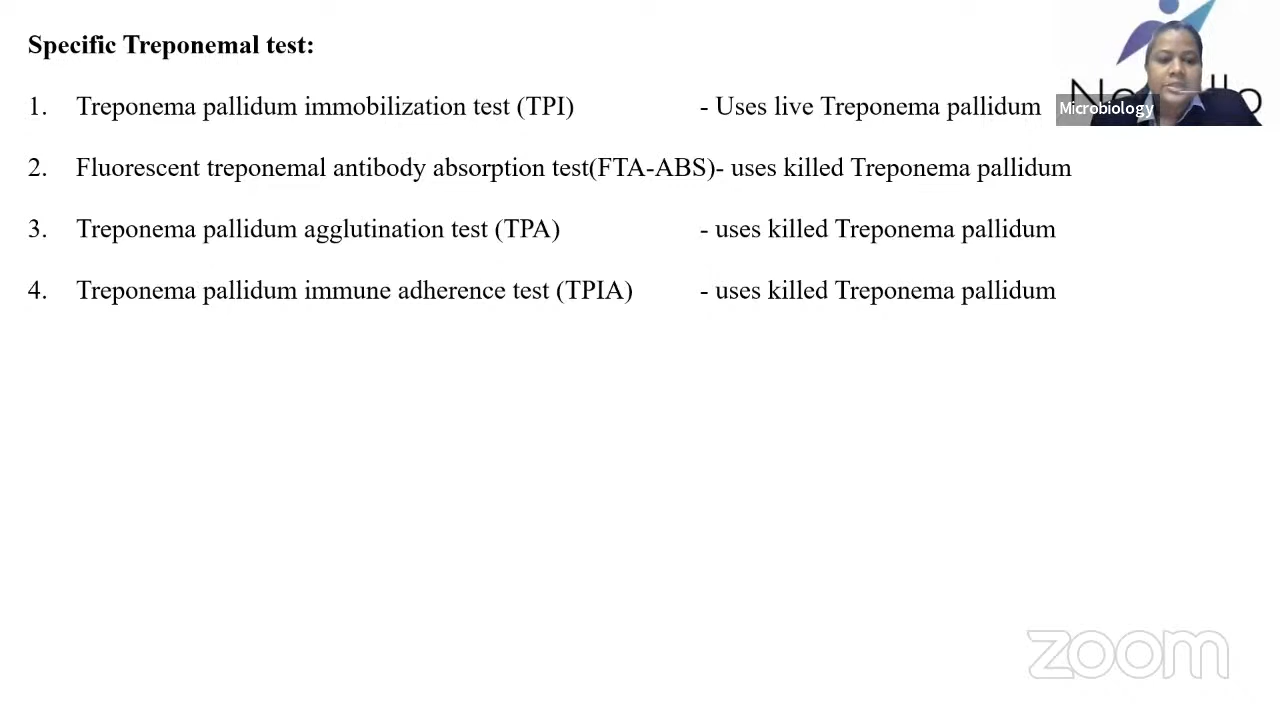 Specific Treponemal test:
1. Treponema pallidum immobilization test (TPI) - Uses live Treponema pallidum
Microbiology
2. Fluorescent treponemal antibody absorption test(FTA-ABS)- uses killed Treponema pallidum
3. Treponema pallidum agglutination test (TPA) - uses killed Treponema pallidum
4. Treponema pallidum immune adherence test (TPIA) - uses killed Treponema pallidum
zoom